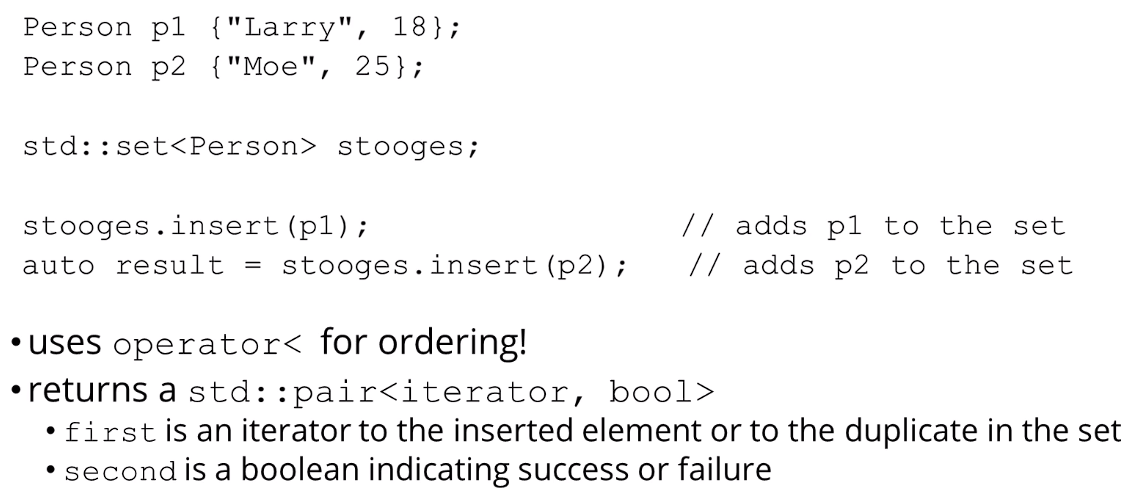 Person p1 {"Larry", 18};
Person p2 {"Moe", 25};
std::set<Person> stooges;
stooges.insert(p1); // adds p1 to the set
auto result = stooges.insert(p2); // adds p2 to the set
•uses operator< for ordering!
•returns a std::pair<iterator, bool>
•first is an iterator to the inserted element or to the duplicate in the set
•second is a boolean indicating success or failure